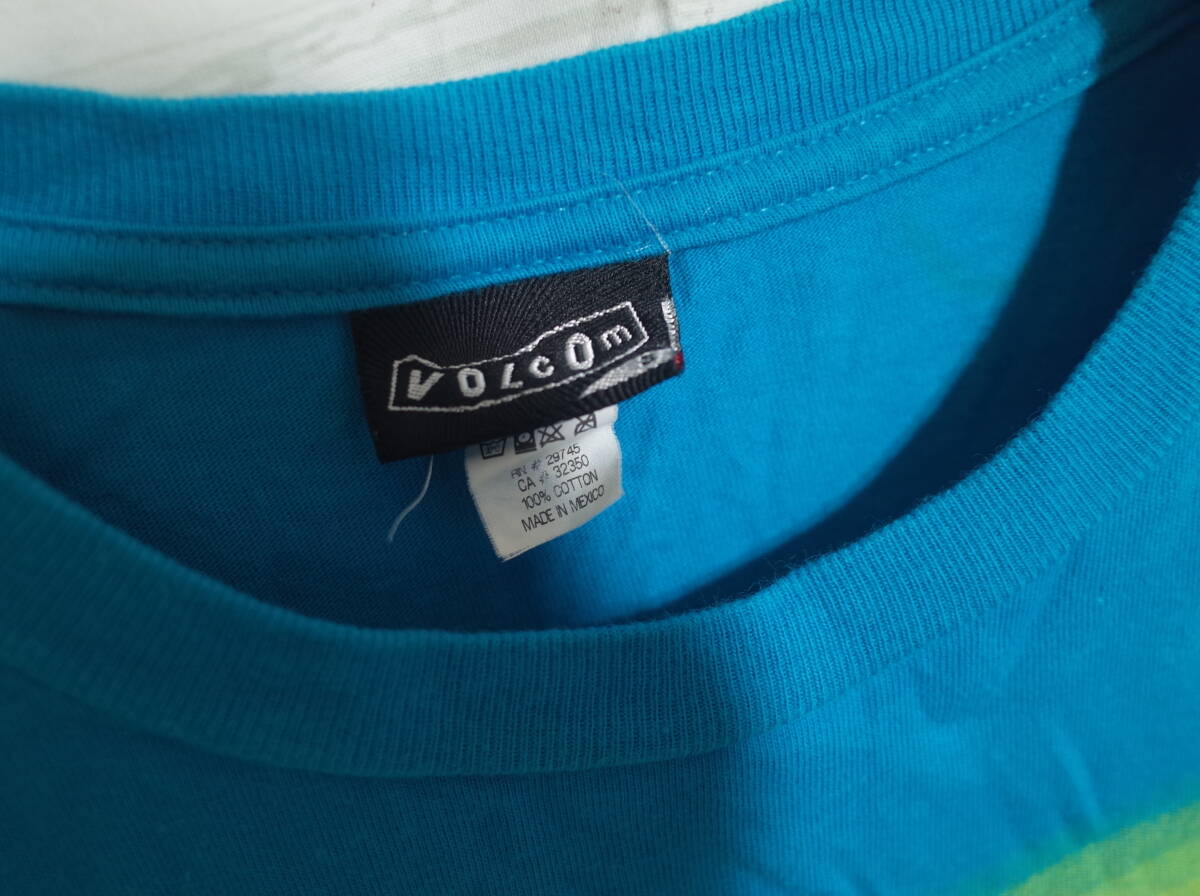 VOLCOm
RN # 29745
CA # 32350
100% COTTON
MADE IN MEXICO